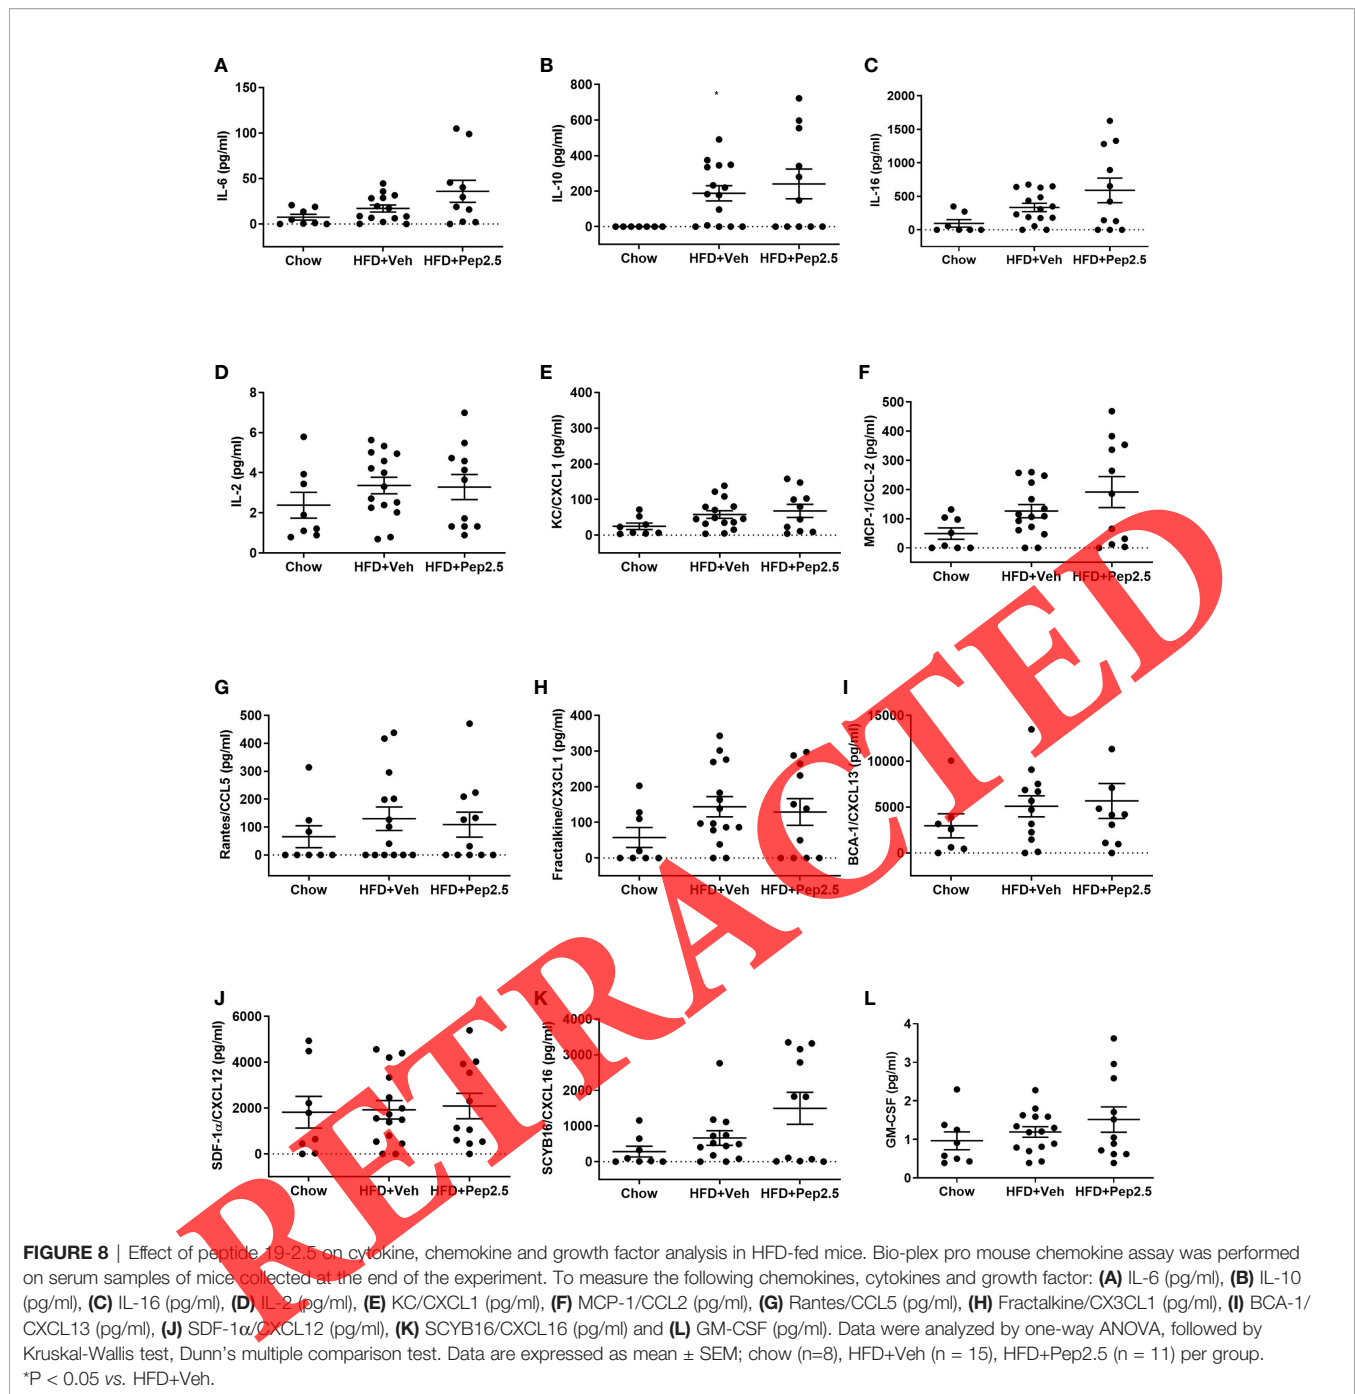 A
IL-6 (pg/ml)
150
100
50
0
Chow HFD+Veh HFD+Pep2.5
B
IL-10 (pg/ml)
800
600
400
200
0
*
Chow HFD+Veh HFD+Pep2.5
C
IL-16 (pg/ml)
2000
1500
1000
500
0
Chow HFD+Veh HFD+Pep2.5
D
IL-2 (pg/ml)
8
6
4
2
0
Chow HFD+Veh HFD+Pep2.5
E
KC/CXCL1 (pg/ml)
400
300
200
100
0
Chow HFD+Veh HFD+Pep2.5
F
MCP-1/CCL-2 (pg/ml)
500
400
300
200
100
0
Chow HFD+Veh HFD+Pep2.5
G
Rantes/CCL5 (pg/ml)
500
400
300
200
100
0
Chow HFD+Veh HFD+Pep2.5
H
Fractalkine/CX3CL1 (pg/ml)
400
300
200
100
0
Chow HFD+Veh HFD+Pep2.5
I
BCA-1/CXCL13 (pg/ml)
15000
10000
5000
0
Chow HFD+Veh HFD+Pep2.5
J
SDF-1α/CXCL12 (pg/ml)
6000
4000
2000
0
Chow HFD+Veh HFD+Pep2.5
K
SCYB16/CXCL16 (pg/ml)
4000
3000
2000
1000
0
Chow HFD+Veh HFD+Pep2.5
L
GM-CSF (pg/ml)
4
3
2
1
0
Chow HFD+Veh HFD+Pep2.5
RETRACTED
FIGURE 8 | Effect of peptide 19-2.5 on cytokine, chemokine and growth factor analysis in HFD-fed mice. Bio-plex pro mouse chemokine assay was performed
on serum samples of mice collected at the end of the experiment. To measure the following chemokines, cytokines and growth factor: (A) IL-6 (pg/ml), (B) IL-10
(pg/ml), (C) IL-16 (pg/ml), (D) IL-2 (pg/ml), (E) KC/CXCL1 (pg/ml), (F) MCP-1/CCL2 (pg/ml), (G) Rantes/CCL5 (pg/ml), (H) Fractalkine/CX3CL1 (pg/ml), (I) BCA-1/
CXCL13 (pg/ml), (J) SDF-1α/CXCL12 (pg/ml), (K) SCYB16/CXCL16 (pg/ml) and (L) GM-CSF (pg/ml). Data were analyzed by one-way ANOVA, followed by
Kruskal-Wallis test, Dunn's multiple comparison test. Data are expressed as mean ± SEM; chow (n=8), HFD+Veh (n = 15), HFD+Pep2.5 (n = 11) per group.
*P < 0.05 vs. HFD+Veh.